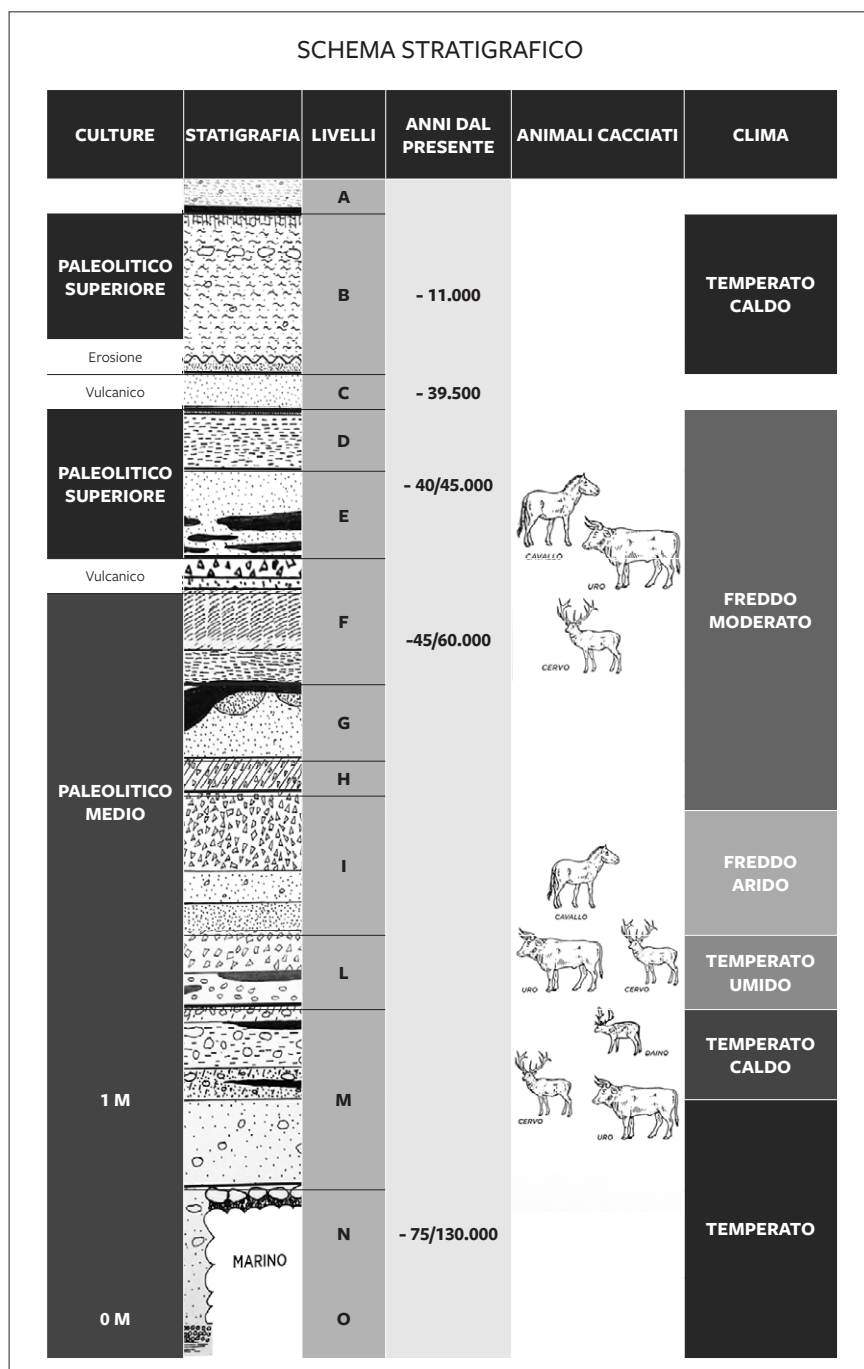 SCHEMA STRATIGRAFICO
CULTURE
STATIGRAFIA
LIVELLI
ANNI DAL
PRESENTE
ANIMALI CACCIATI
CLIMA
A
PALEOLITICO
SUPERIORE
B
- 11.000
TEMPERATO
CALDO
Erosione
Vulcanico
C
- 39.500
D
PALEOLITICO
SUPERIORE
- 40/45.000
E
CAVALLO
URO
Vulcanico
F
-45/60.000
CERVO
FREDDO
MODERATO
G
H
PALEOLITICO
MEDIO
I
CAVALLO
FREDDO
ARIDO
L
URO
CERVO
TEMPERATO
UMIDO
DAINO
TEMPERATO
CALDO
1 M
M
CERVO
URO
MARINO
N
- 75/130.000
TEMPERATO
0 M
O